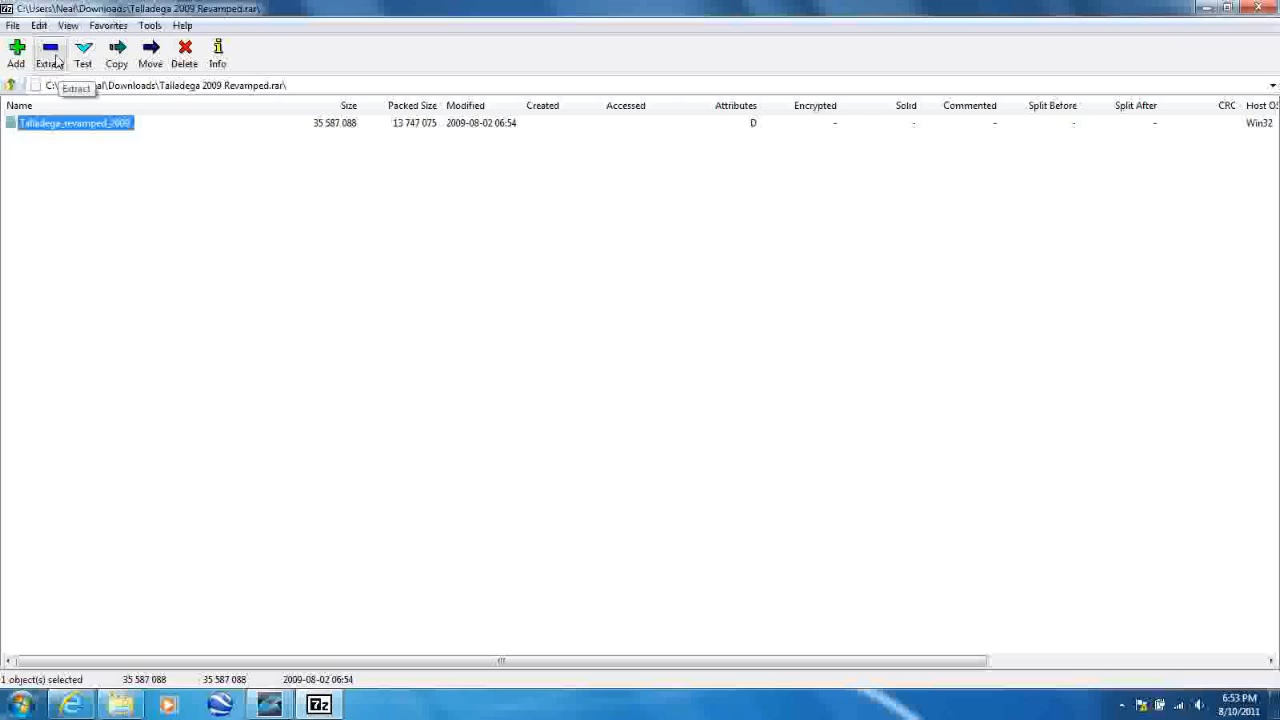 C:\Users\Neal\Downloads\Talladega 2009 Revamped.rar\
File Edit View Favorites Tools Help
Add Extract Test Copy Move Delete Info
Extract
\Downloads\Talladega 2009 Revamped.rar\
Name Size Packed Size Modified Created Accessed Attributes Encrypted Solid Commented Split Before Split After CRC Host O
Talladega_revamped_2009 35 587 088 13 747 075 2009-08-02 06:54 D - - - - - Win32
1 object(s) selected 35 587 088 35 587 088 2009-08-02 06:54
7z
6:53 PM
8/10/2011